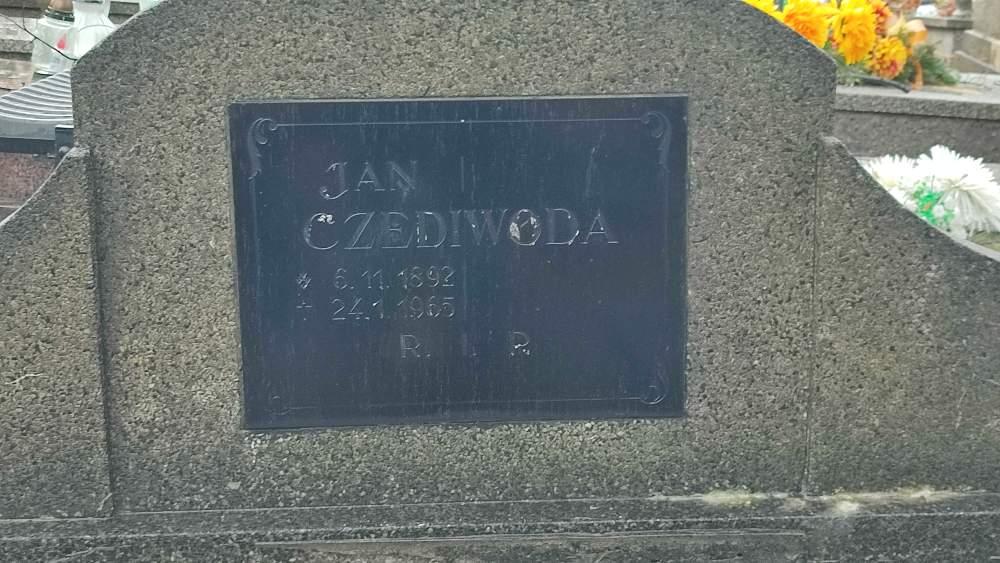 JAN
CZEDIWODA
* 6.11.1892
+ 24.1.1965
R. I. P.